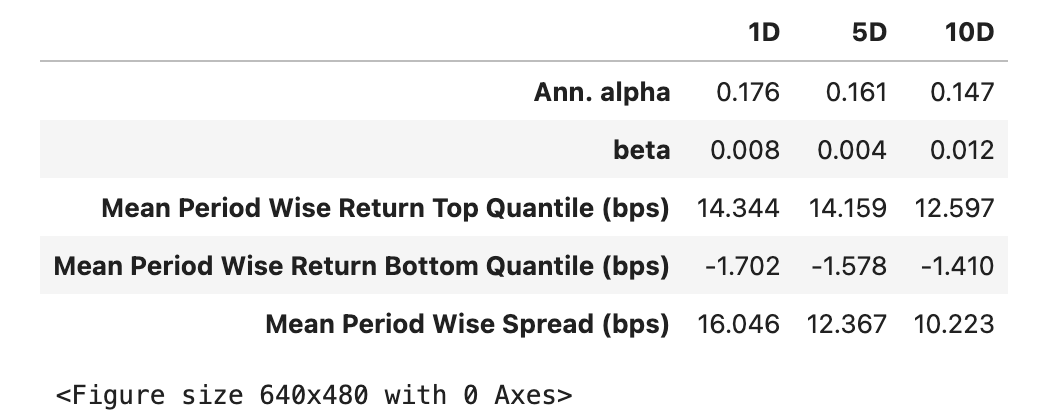 1D 5D 10D
Ann. alpha 0.176 0.161 0.147
beta 0.008 0.004 0.012
Mean Period Wise Return Top Quantile (bps) 14.344 14.159 12.597
Mean Period Wise Return Bottom Quantile (bps) -1.702 -1.578 -1.410
Mean Period Wise Spread (bps) 16.046 12.367 10.223
<Figure size 640x480 with 0 Axes>